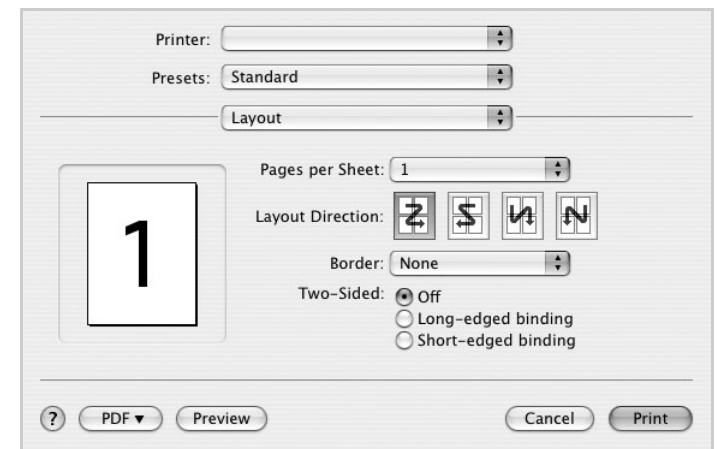 Printer:
Presets: Standard
Layout
Pages per Sheet: 1
1
Layout Direction:
Border: None
Two-Sided: Off
Long-edged binding
Short-edged binding
? PDF▼ Preview Cancel Print